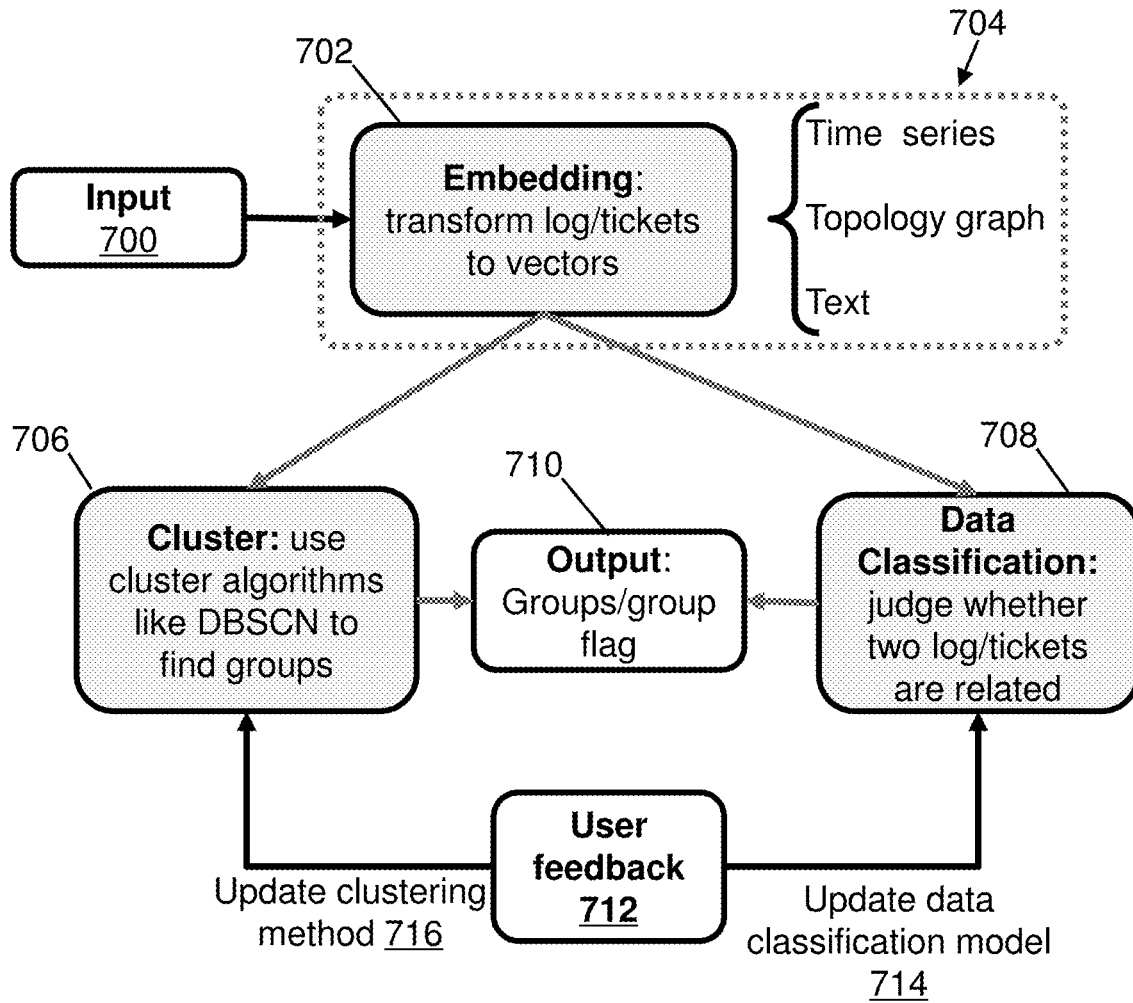 704
702
Time series
Embedding:
transform log/tickets
to vectors
Input
700
Topology graph
Text
706
708
710
Cluster: use
cluster algorithms
like DBSCN to
find groups
Output:
Groups/group
flag
Data
Classification:
judge whether
two log/tickets
are related
User
feedback
712
Update clustering
method 716
Update data
classification model
714